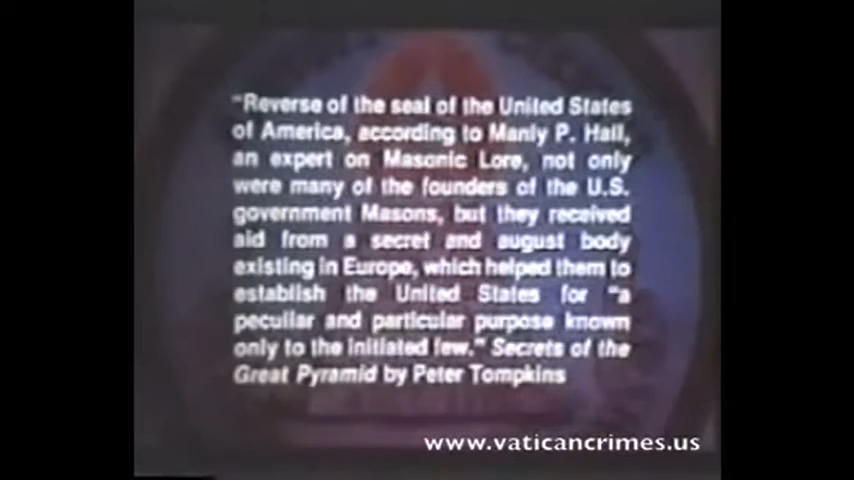 "Reverse of the seal of the United States
of America, according to Manly P. Hall,
an expert on Masonic Lore, not only
were many of the founders of the U.S.
government Masons, but they received
aid from a secret and august body
existing in Europe, which helped them to
establish the United States for "a
peculiar and particular purpose known
only to the initiated few." Secrets of the
Great Pyramid by Peter Tompkins
www.vaticancrimes.us